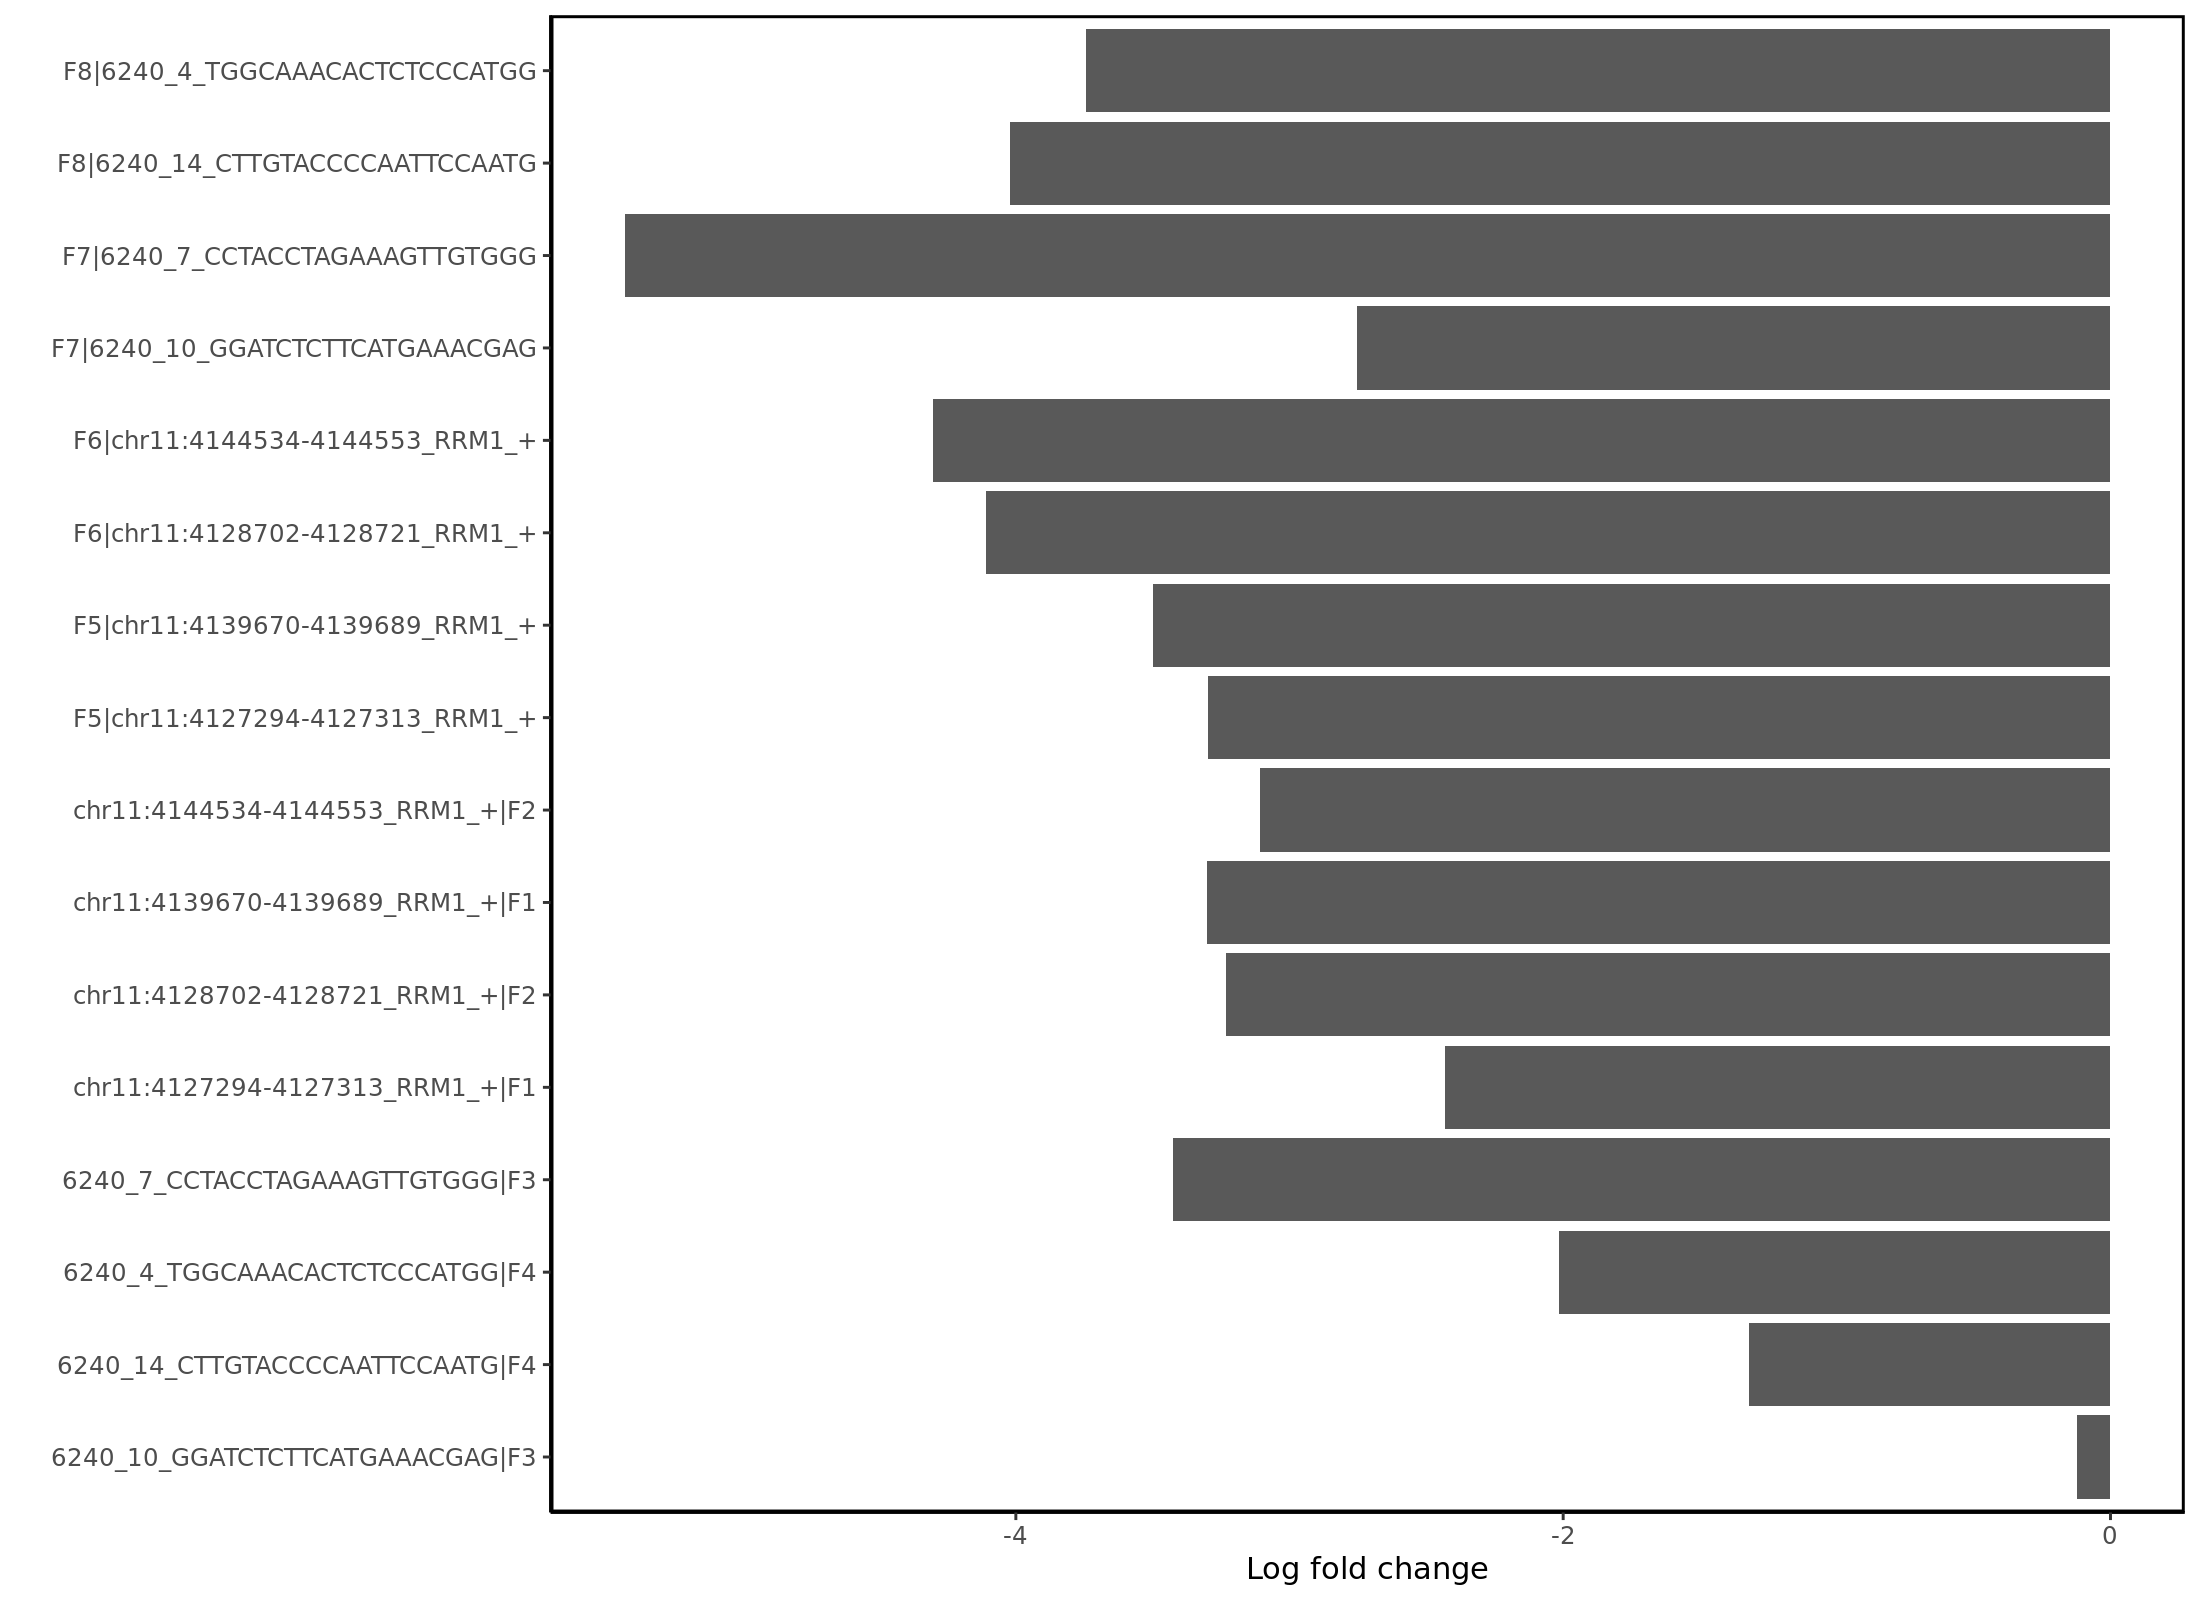 F8|6240_4_TGGCAAACACTCTCCCATGG
F8|6240_14_CTTGTACCCCAATTCCAATG
F7|6240_7_CCTACCTAGAAAGTTGTGGG
F7|6240_10_GGATCTCTTCATGAAACGAG
F6|chr11:4144534-4144553_RRM1_+
F6|chr11:4128702-4128721_RRM1_+
F5|chr11:4139670-4139689_RRM1_+
F5|chr11:4127294-4127313_RRM1_+
chr11:4144534-4144553_RRM1_+|F2
chr11:4139670-4139689_RRM1_+|F1
chr11:4128702-4128721_RRM1_+|F2
chr11:4127294-4127313_RRM1_+|F1
6240_7_CCTACCTAGAAAGTTGTGGG|F3
6240_4_TGGCAAACACTCTCCCATGG|F4
6240_14_CTTGTACCCCAATTCCAATG|F4
6240_10_GGATCTCTTCATGAAACGAG|F3
-4 -2 0
Log fold change